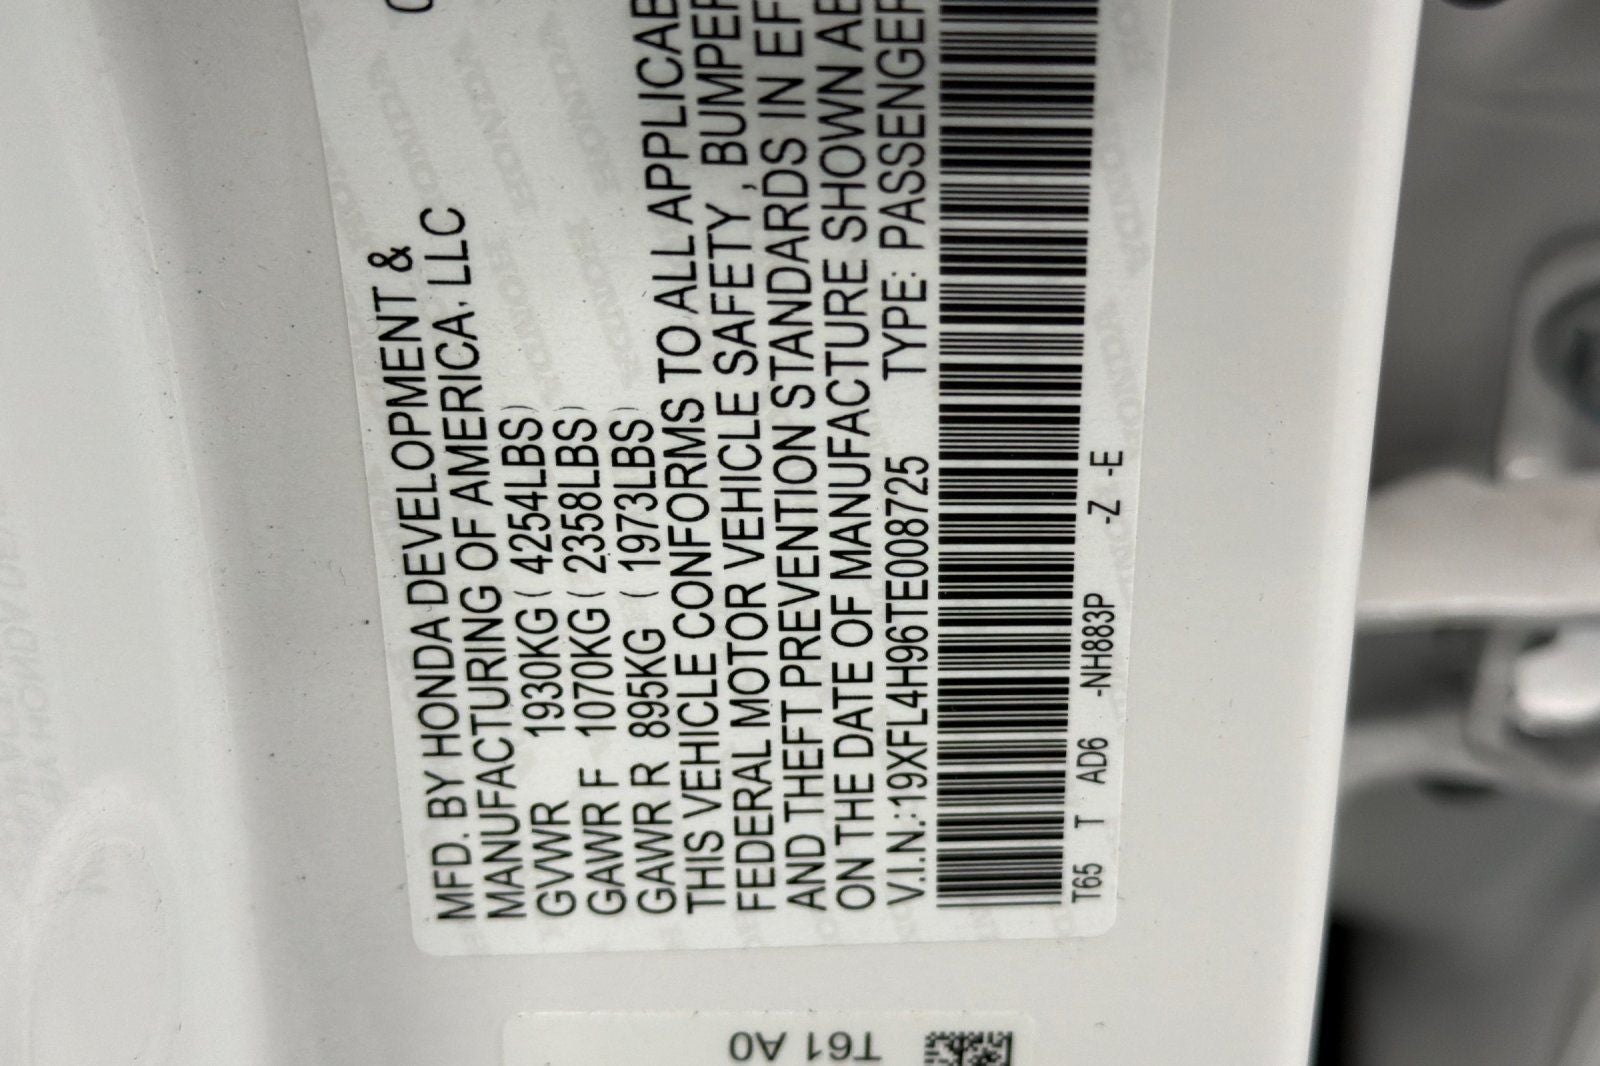 MFD. BY HONDA DEVELOPMENT &
MANUFACTURING OF AMERICA, LLC
GVWR 1930KG ( 4254LBS)
GAWR F 1070KG ( 2358LBS)
GAWR R 895KG ( 1973LBS)
THIS VEHICLE CONFORMS TO ALL APPLICAB
FEDERAL MOTOR VEHICLE SAFETY , BUMPER
AND THEFT PREVENTION STANDARDS IN EF
ON THE DATE OF MANUFACTURE SHOWN AB
V.I.N.:19XFL4H96TE008725 TYPE: PASSENGER
T65 T AD6 -NH883P -Z -E
T61 A0